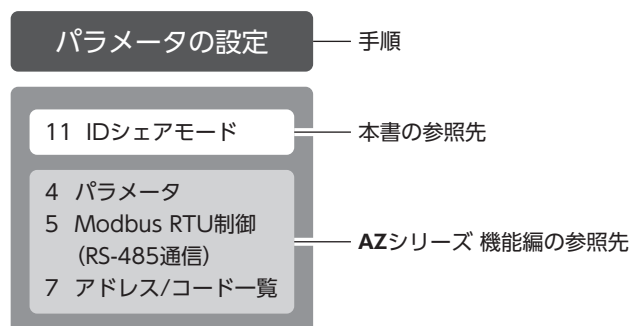 パラメータの設定
手順
11 IDシェアモード
本書の参照先
4 パラメータ
5 Modbus RTU制御
(RS-485通信)
7 アドレス/コード一覧
AZシリーズ 機能編の参照先